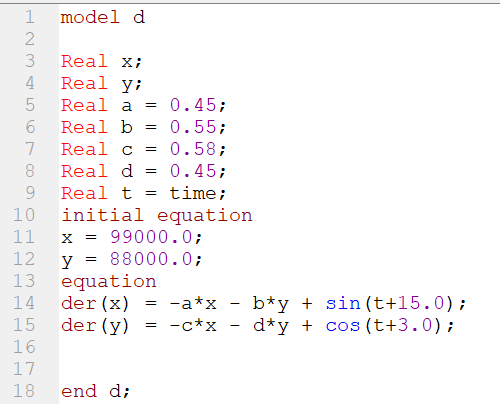 1 model d
2
3 Real x;
4 Real y;
5 Real a = 0.45;
6 Real b = 0.55;
7 Real c = 0.58;
8 Real d = 0.45;
9 Real t = time;
10 initial equation
11 x = 99000.0;
12 y = 88000.0;
13 equation
14 der(x) = -a*x - b*y + sin(t+15.0);
15 der(y) = -c*x - d*y + cos(t+3.0);
16
17
18 end d;